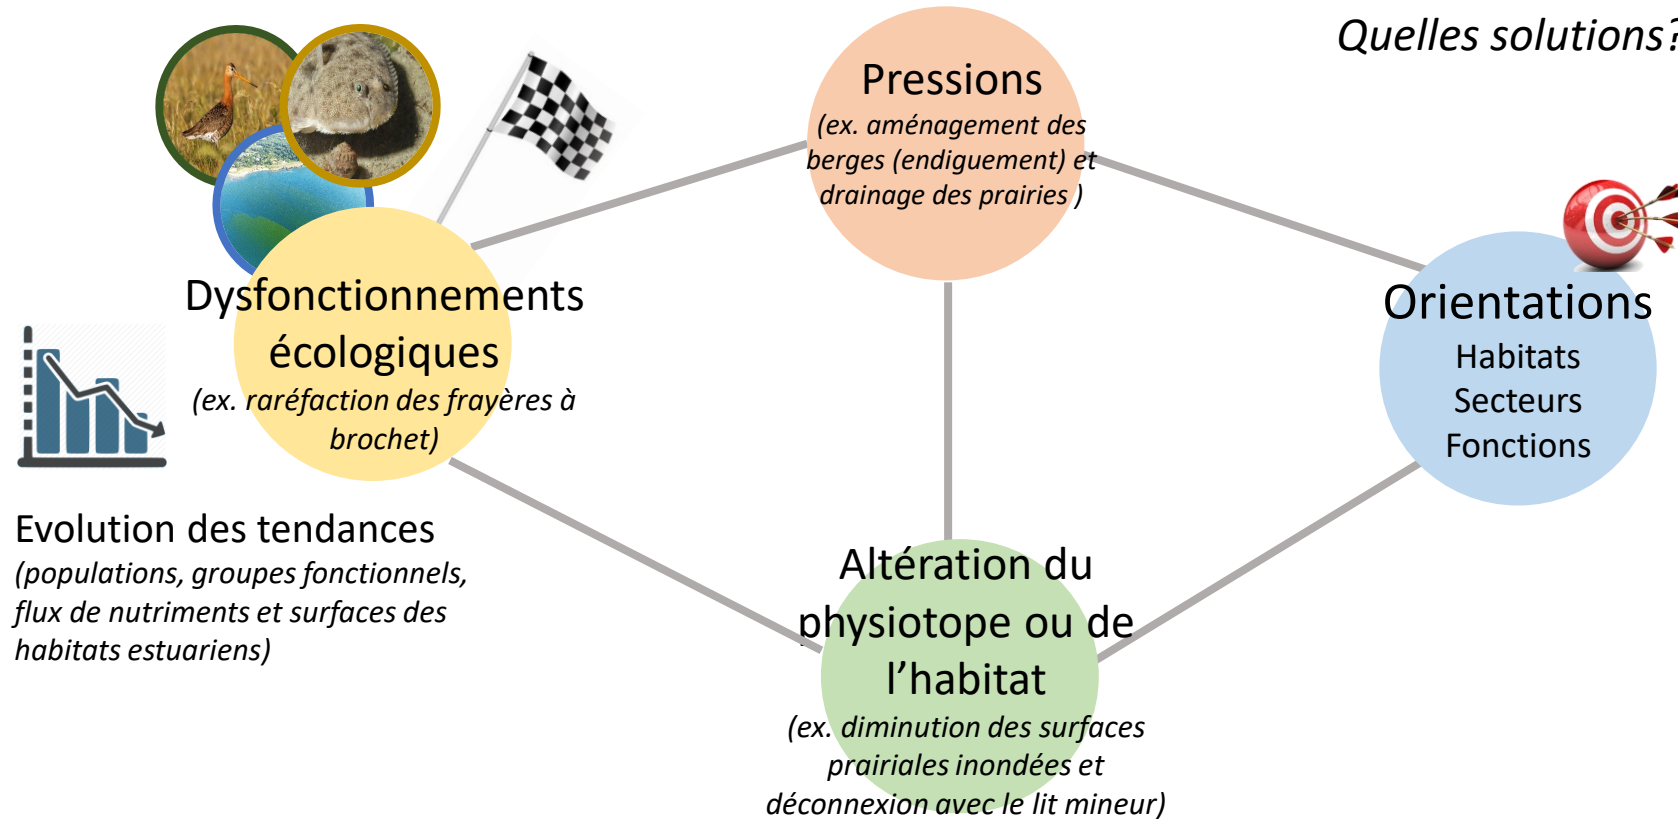 Quelles solutions?
Pressions
(ex. aménagement des
berges (endiguement) et
drainage des prairies )
Dysfonctionnements
écologiques
(ex. raréfaction des frayères à
brochet)
Orientations
Habitats
Secteurs
Fonctions
Evolution des tendances
(populations, groupes fonctionnels,
flux de nutriments et surfaces des
habitats estuariens)
Altération du
physiotope ou de
l’habitat
(ex. diminution des surfaces
prairiales inondées et
déconnexion avec le lit mineur)